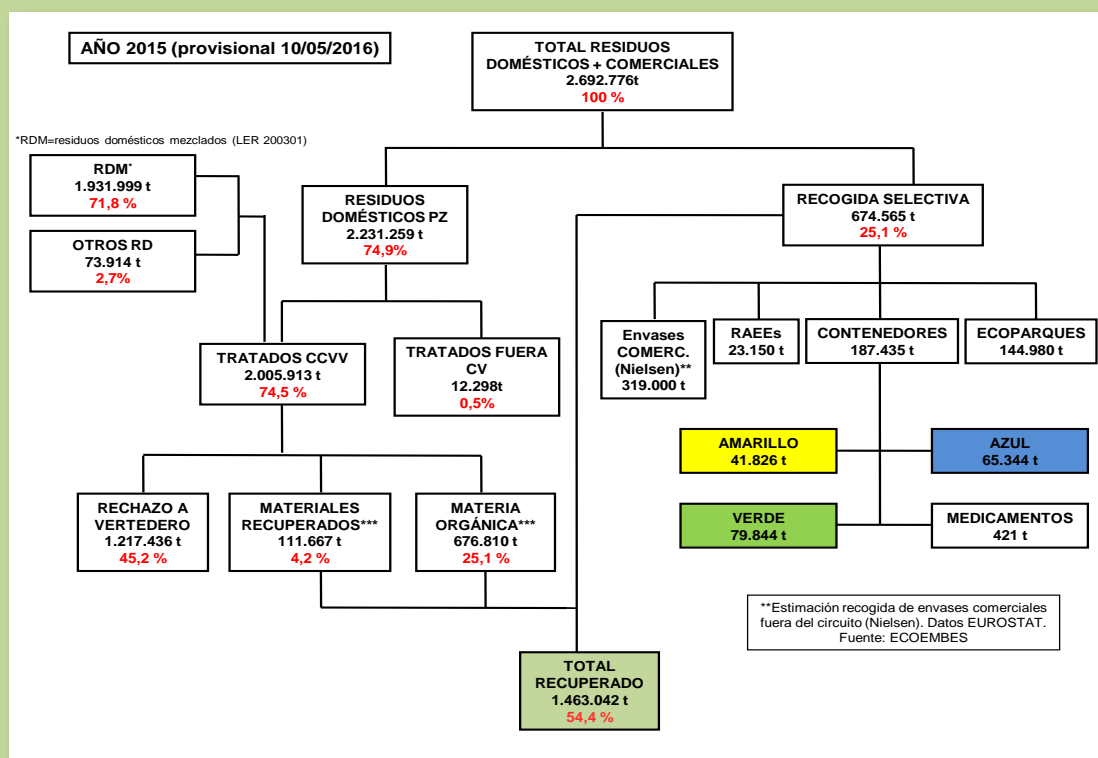 AÑO 2015 (provisional 10/05/2016)
TOTAL RESIDUOS
DOMÉSTICOS + COMERCIALES
2.692.776t
100 %
*RDM=residuos domésticos mezclados (LER 200301)
RDM*
1.931.999 t
71,8 %
OTROS RD
73.914 t
2,7%
RESIDUOS
DOMÉSTICOS PZ
2.231.259 t
74,9%
RECOGIDA SELECTIVA
674.565 t
25,1 %
TRATADOS CCVV
2.005.913 t
74,5 %
TRATADOS FUERA
CV
12.298t
0,5%
Envases
COMERC.
(Nielsen)**
319.000 t
RAEEs
23.150 t
CONTENEDORES
187.435 t
ECOPARQUES
144.980 t
AMARILLO
41.826 t
AZUL
65.344 t
VERDE
79.844 t
MEDICAMENTOS
421 t
RECHAZO A
VERTEDERO
1.217.436 t
45,2 %
MATERIALES
RECUPERADOS***
111.667 t
4,2 %
MATERIA
ORGÁNICA***
676.810 t
25,1 %
**Estimación recogida de envases comerciales
fuera del circuito (Nielsen). Datos EUROSTAT.
Fuente: ECOEMBES
TOTAL
RECUPERADO
1.463.042 t
54,4 %